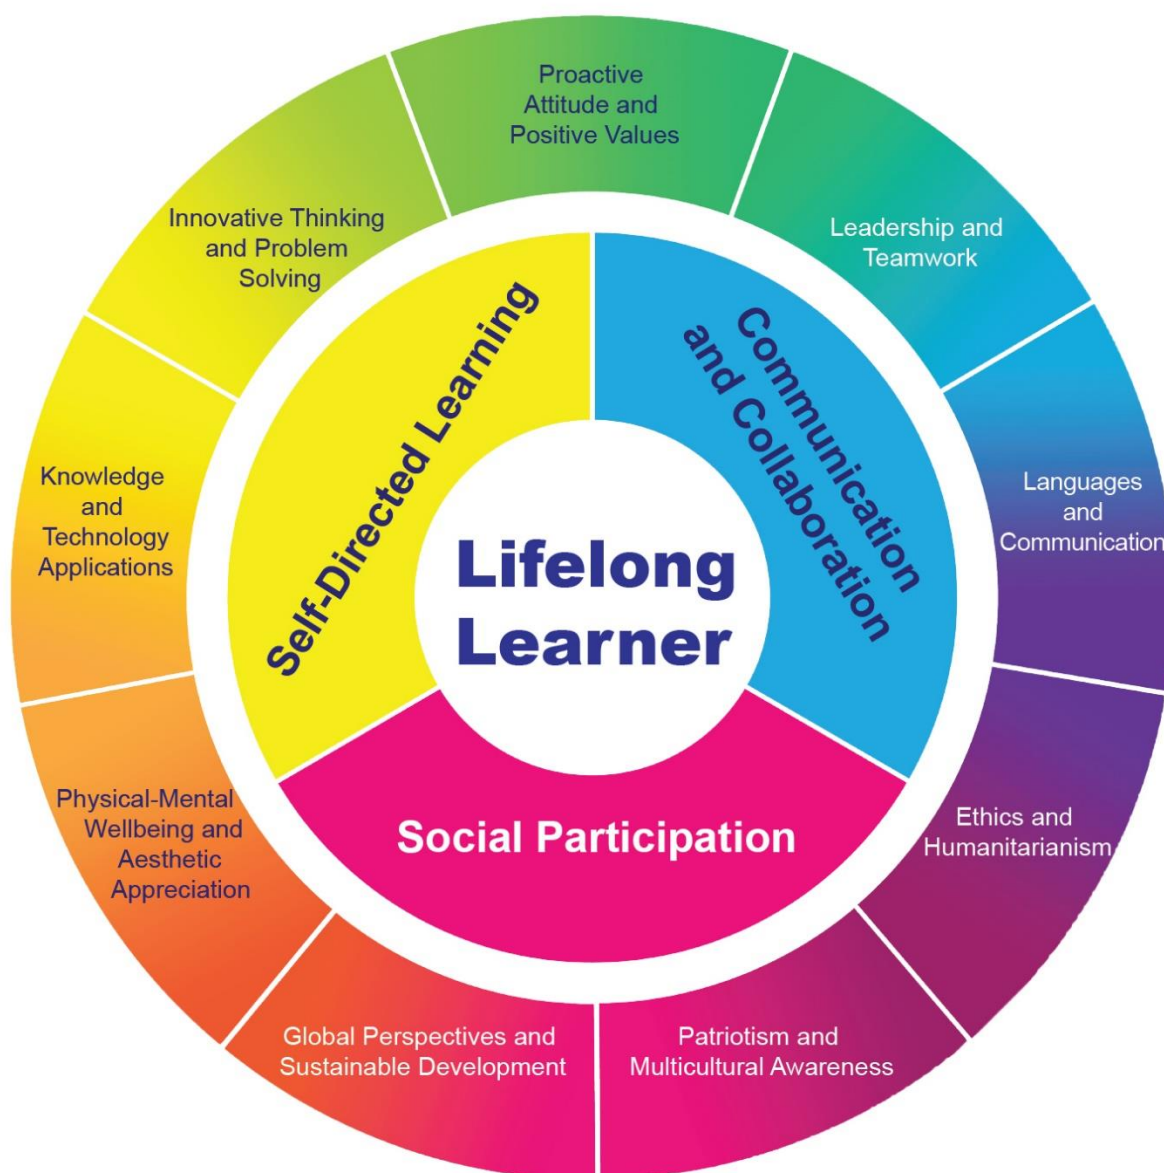 Proactive
Attitude and
Positive Values
Leadership and
Teamwork
Languages
and
Communication
Ethics and
Humanitarianism
Patriotism and
Multicultural Awareness
Global Perspectives and
Sustainable Development
Physical-Mental
Wellbeing and
Aesthetic
Appreciation
Knowledge
and
Technology
Applications
Innovative Thinking
and Problem
Solving
Self-Directed Learning
Communication
and Collaboration
Social Participation
Lifelong
Learner